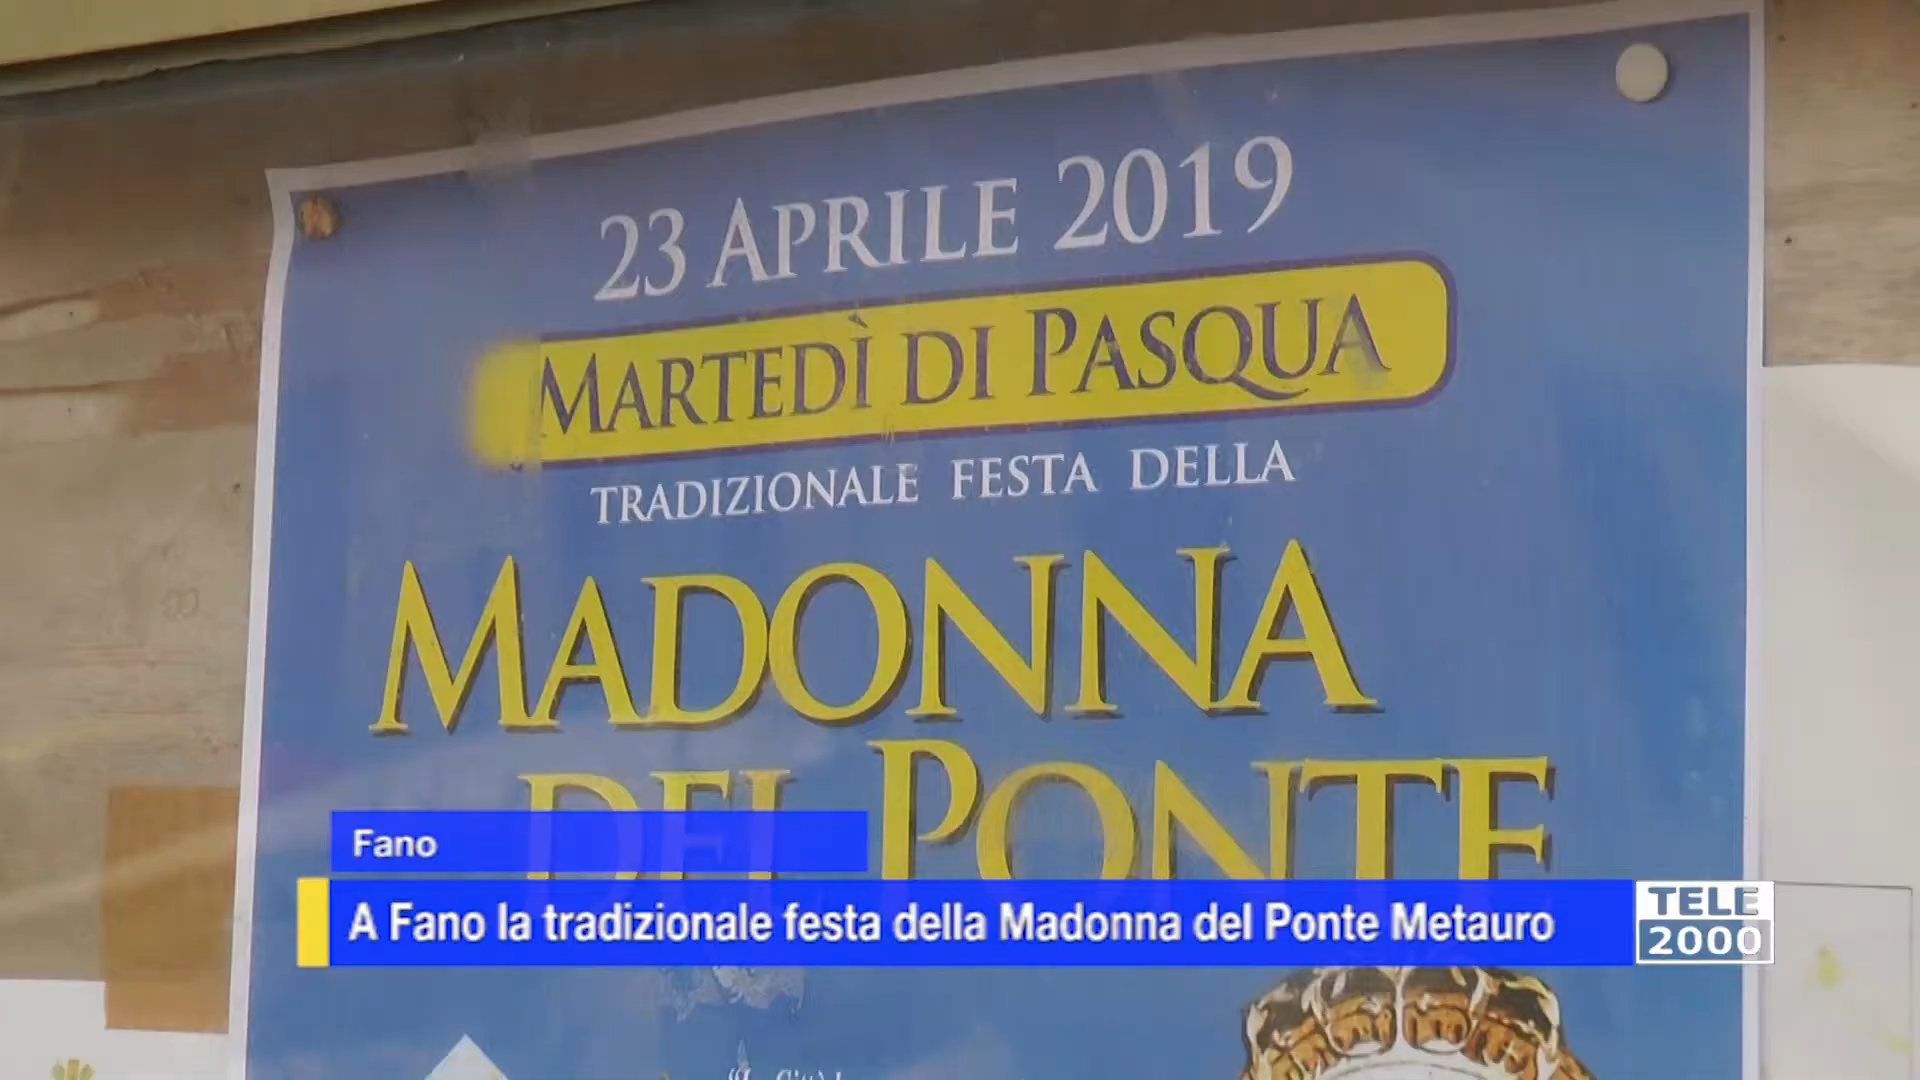 23 APRILE 2019
MARTEDÌ DI PASQUA
TRADIZIONALE FESTA DELLA
MADONNA
DEL PONTE
Fano
A Fano la tradizionale festa della Madonna del Ponte Metauro
TELE
2000